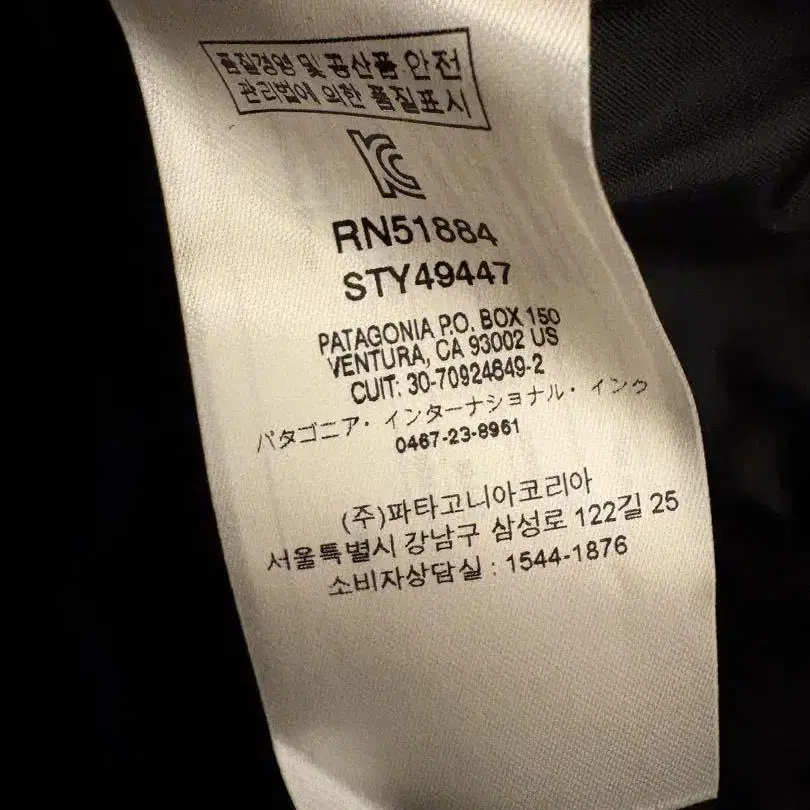 품질경영 및 공산품 안전
관리법에 의한 품질표시
RN51884
STY49447
PATAGONIA P.O. BOX 150
VENTURA, CA 93002 US
CUIT: 30-70924649-2
パタゴニア・インターナショナル・インク
0467-23-8961
(주)파타고니아코리아
서울특별시 강남구 삼성로 122길 25
소비자상담실 : 1544-1876